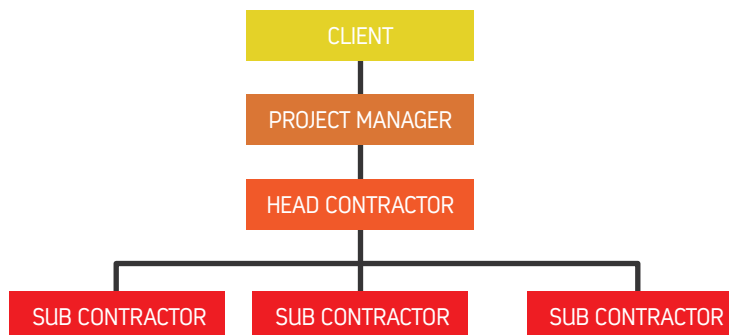 CLIENT
PROJECT MANAGER
HEAD CONTRACTOR
SUB CONTRACTOR
SUB CONTRACTOR
SUB CONTRACTOR